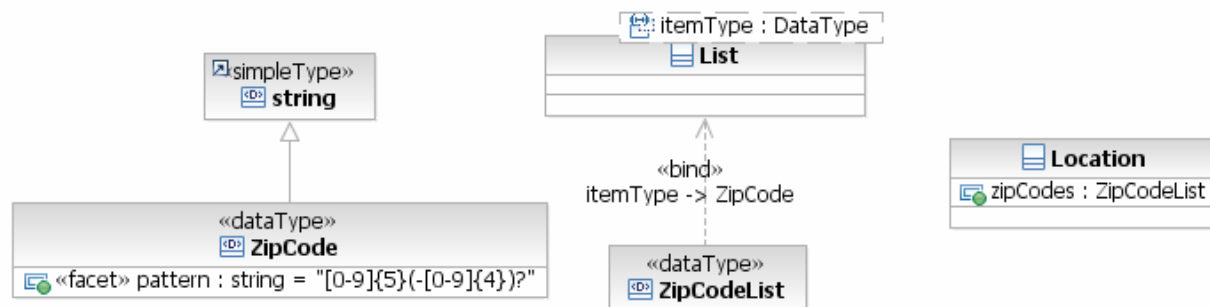 «simpleType»
string
«dataType»
ZipCode
«facet» pattern : string = "[0-9]{5}(-[0-9]{4})?"
itemType : DataType
List
«bind»
itemType -> ZipCode
«dataType»
ZipCodeList
Location
zipCodes : ZipCodeList